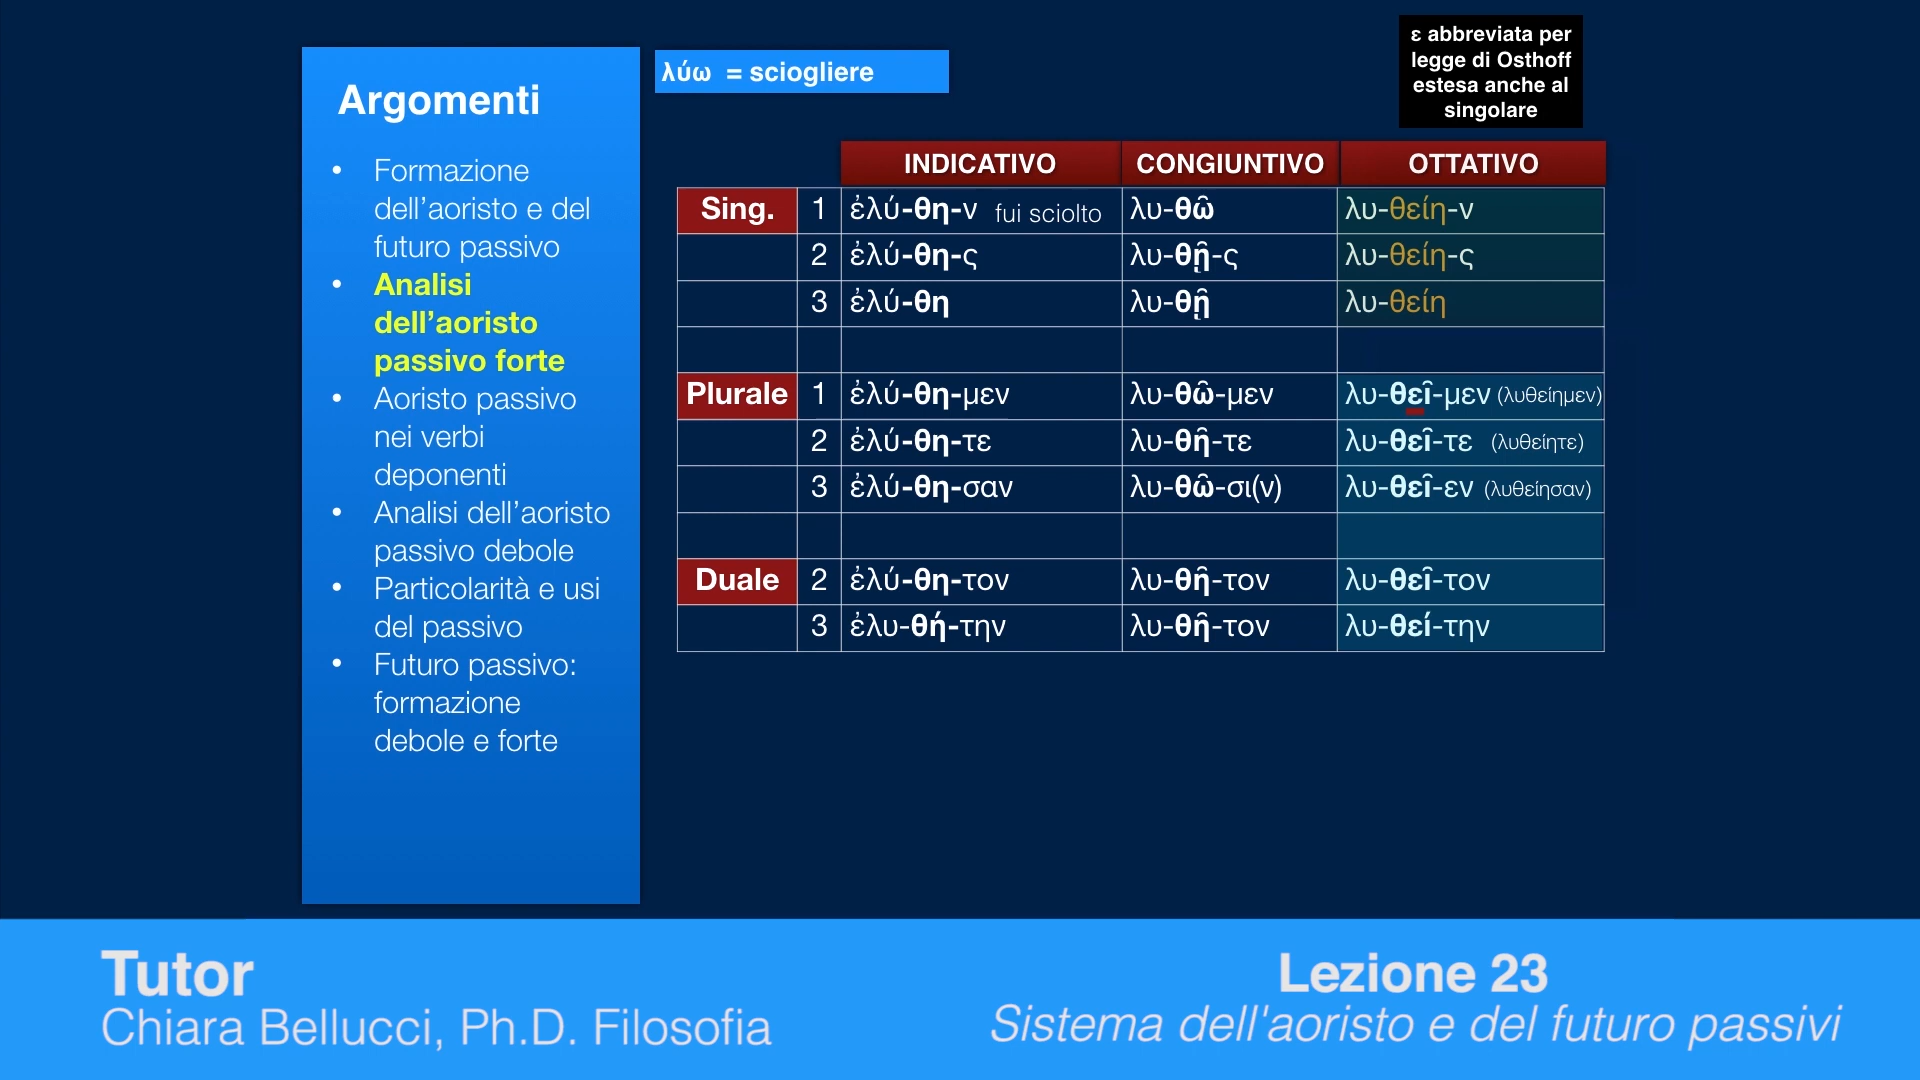 Argomenti
• Formazione
dell’aoristo e del
futuro passivo
• Analisi
dell’aoristo
passivo forte
• Aoristo passivo
nei verbi
deponenti
• Analisi dell’aoristo
passivo debole
• Particolarità e usi
del passivo
• Futuro passivo:
formazione
debole e forte
λύω = sciogliere
ε abbreviata per
legge di Osthoff
estesa anche al
singolare
INDICATIVO CONGIUNTIVO OTTATIVO
Sing. 1 ἐλύ-θη-ν fui sciolto λυ-θῶ λυ-θείη-ν
2 ἐλύ-θη-ς λυ-θῇ-ς λυ-θείη-ς
3 ἐλύ-θη λυ-θῇ λυ-θείη
Plurale 1 ἐλύ-θη-μεν λυ-θῶ-μεν λυ-θεῖ-μεν (λυθείημεν)
2 ἐλύ-θη-τε λυ-θῆ-τε λυ-θεῖ-τε (λυθείητε)
3 ἐλύ-θη-σαν λυ-θῶ-σι(ν) λυ-θεῖ-εν (λυθείησαν)
Duale 2 ἐλύ-θη-τον λυ-θῆ-τον λυ-θεῖ-τον
3 ἐλυ-θή-την λυ-θῆ-τον λυ-θεί-την
Tutor
Chiara Bellucci, Ph.D. Filosofia
Lezione 23
Sistema dell'aoristo e del futuro passivi